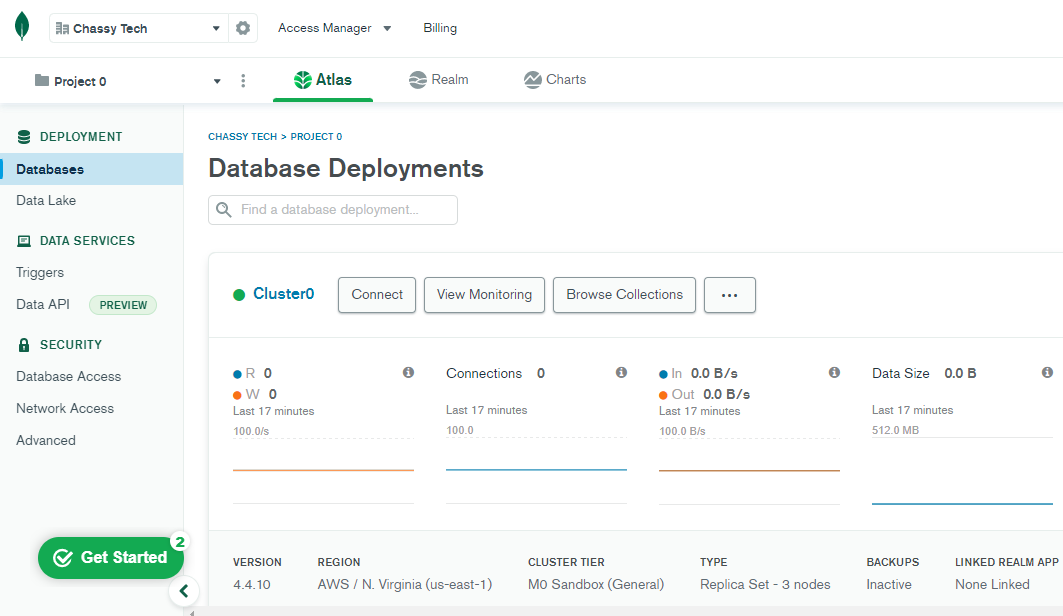 Chassy Tech
Access Manager
Billing
Project 0
Atlas
Realm
Charts
DEPLOYMENT
Databases
Data Lake
DATA SERVICES
Triggers
Data API PREVIEW
SECURITY
Database Access
Network Access
Advanced
Get Started 2
CHASSY TECH > PROJECT 0
Database Deployments
Find a database deployment...
Cluster0 Connect View Monitoring Browse Collections ...
R 0
W 0
Last 17 minutes
100.0/s
Connections 0
Last 17 minutes
100.0
In 0.0 B/s
Out 0.0 B/s
Last 17 minutes
100.0 B/s
Data Size 0.0 B
Last 17 minutes
512.0 MB
VERSION
4.4.10
REGION
AWS / N. Virginia (us-east-1)
CLUSTER TIER
M0 Sandbox (General)
TYPE
Replica Set - 3 nodes
BACKUPS
Inactive
LINKED REALM APP
None Linked